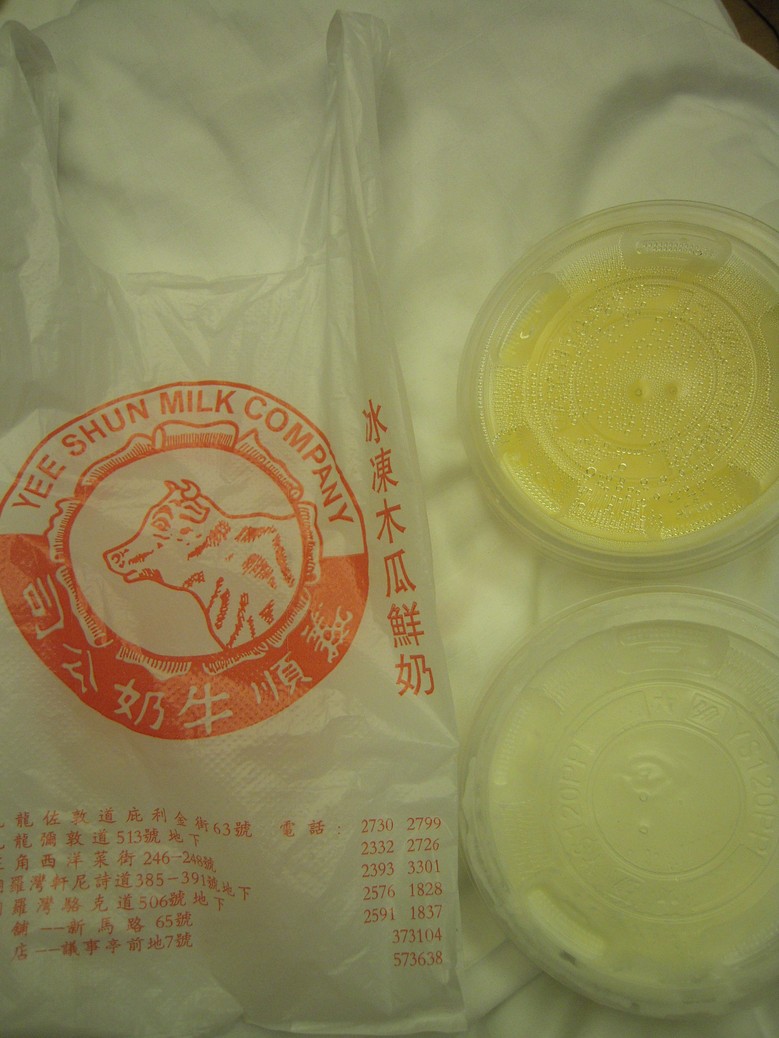 YEE SHUN MILK COMPANY
義順牛奶公司
冰凍木瓜鮮奶
龍佐敦道庇利金街63號 電話: 2730 2799
龍彌敦道513號地下 2332 2726
角西洋菜街246-248號 2393 3301
羅灣軒尼詩道385-391號地下 2576 1828
羅灣駱克道506號地下 2591 1837
舖——新馬路65號 373104
店——議事亭前地7號 573638